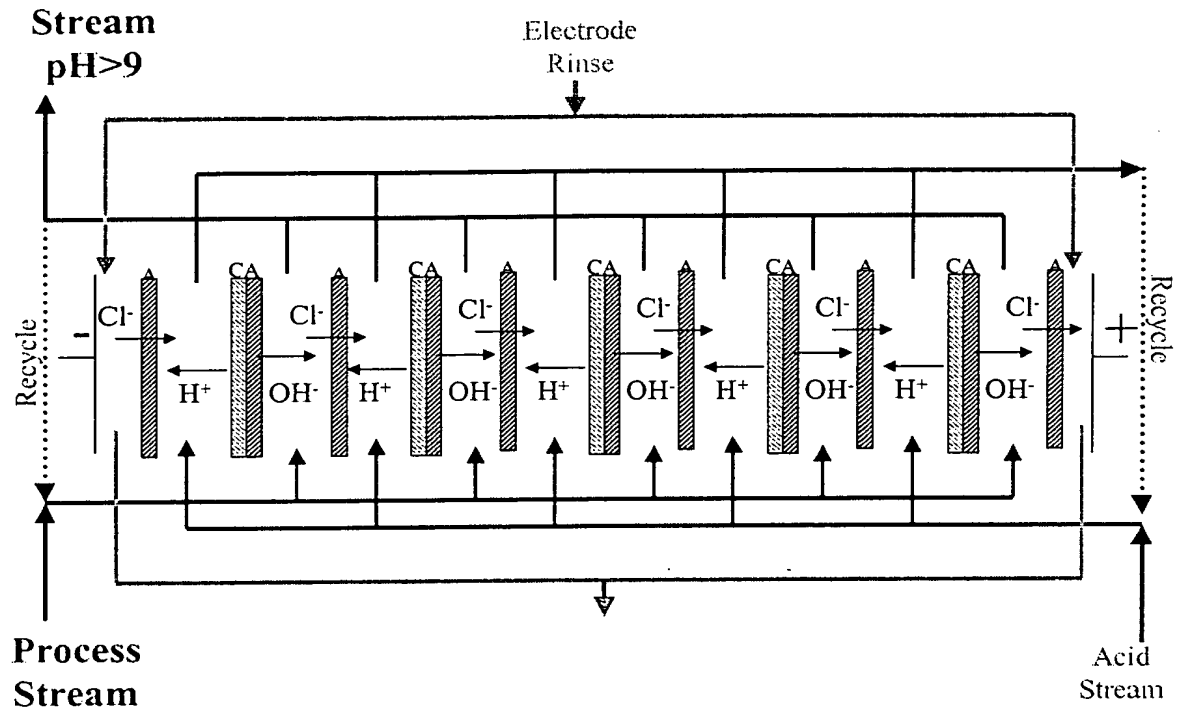 Stream
pH>9
Electrode
Rinse
A CA A CA A CA A CA A CA A
Cl- Cl- Cl- Cl- Cl- Cl-
- +
H+ OH- H+ OH- H+ OH- H+ OH- H+ OH-
Recycle
Recycle
Process
Stream
Acid
Stream